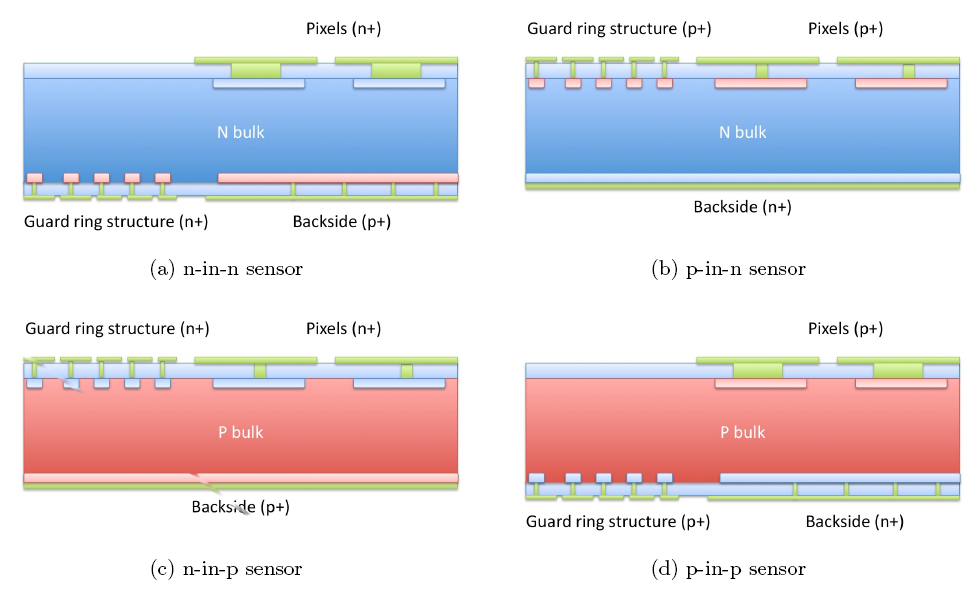 Pixels (n+)
N bulk
Guard ring structure (n+) Backside (p+)
(a) n-in-n sensor
Guard ring structure (p+) Pixels (p+)
N bulk
Backside (n+)
(b) p-in-n sensor
Guard ring structure (n+) Pixels (n+)
P bulk
Backside (p+)
(c) n-in-p sensor
Pixels (p+)
P bulk
Guard ring structure (p+) Backside (n+)
(d) p-in-p sensor